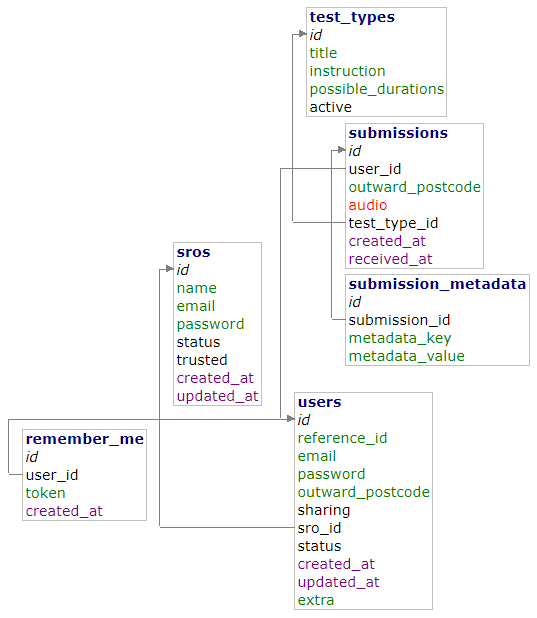 test_types
id
title
instruction
possible_durations
active
submissions
id
user_id
outward_postcode
audio
test_type_id
created_at
received_at
sros
id
name
email
password
status
trusted
created_at
updated_at
submission_metadata
id
submission_id
metadata_key
metadata_value
users
id
reference_id
email
password
outward_postcode
sharing
sro_id
status
created_at
updated_at
extra
remember_me
id
user_id
token
created_at